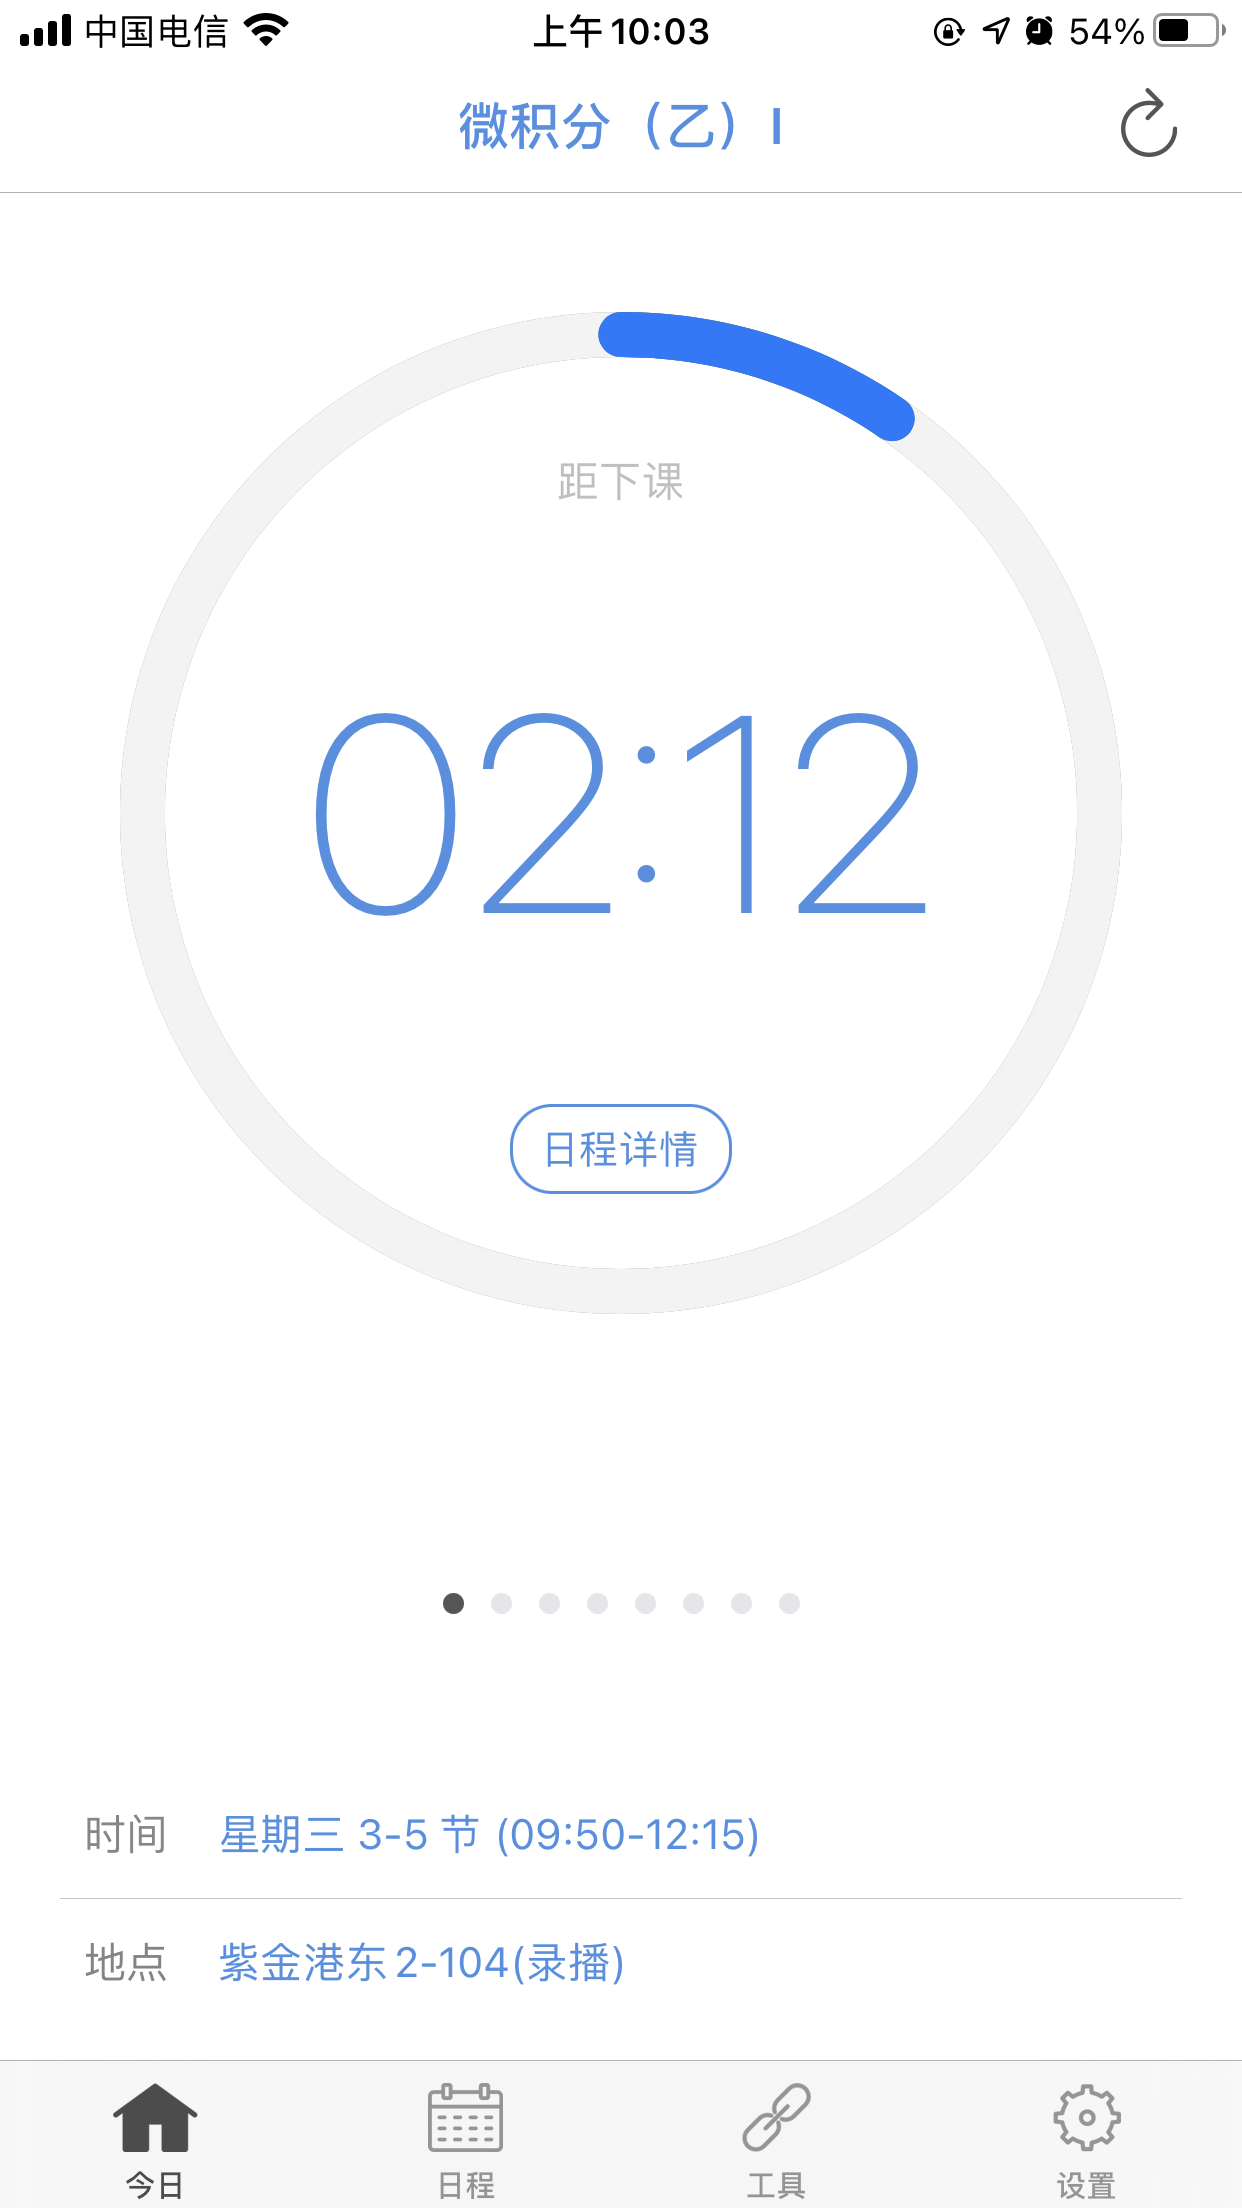 中国电信 上午10:03 54%
微积分（乙）I
距下课
02:12
日程详情
时间 星期三 3-5 节 (09:50-12:15)
地点 紫金港东2-104(录播)
今日 日程 工具 设置